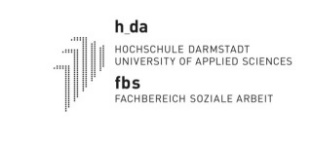 h_da
HOCHSCHULE DARMSTADT
UNIVERSITY OF APPLIED SCIENCES
fbs
FACHBEREICH SOZIALE ARBEIT